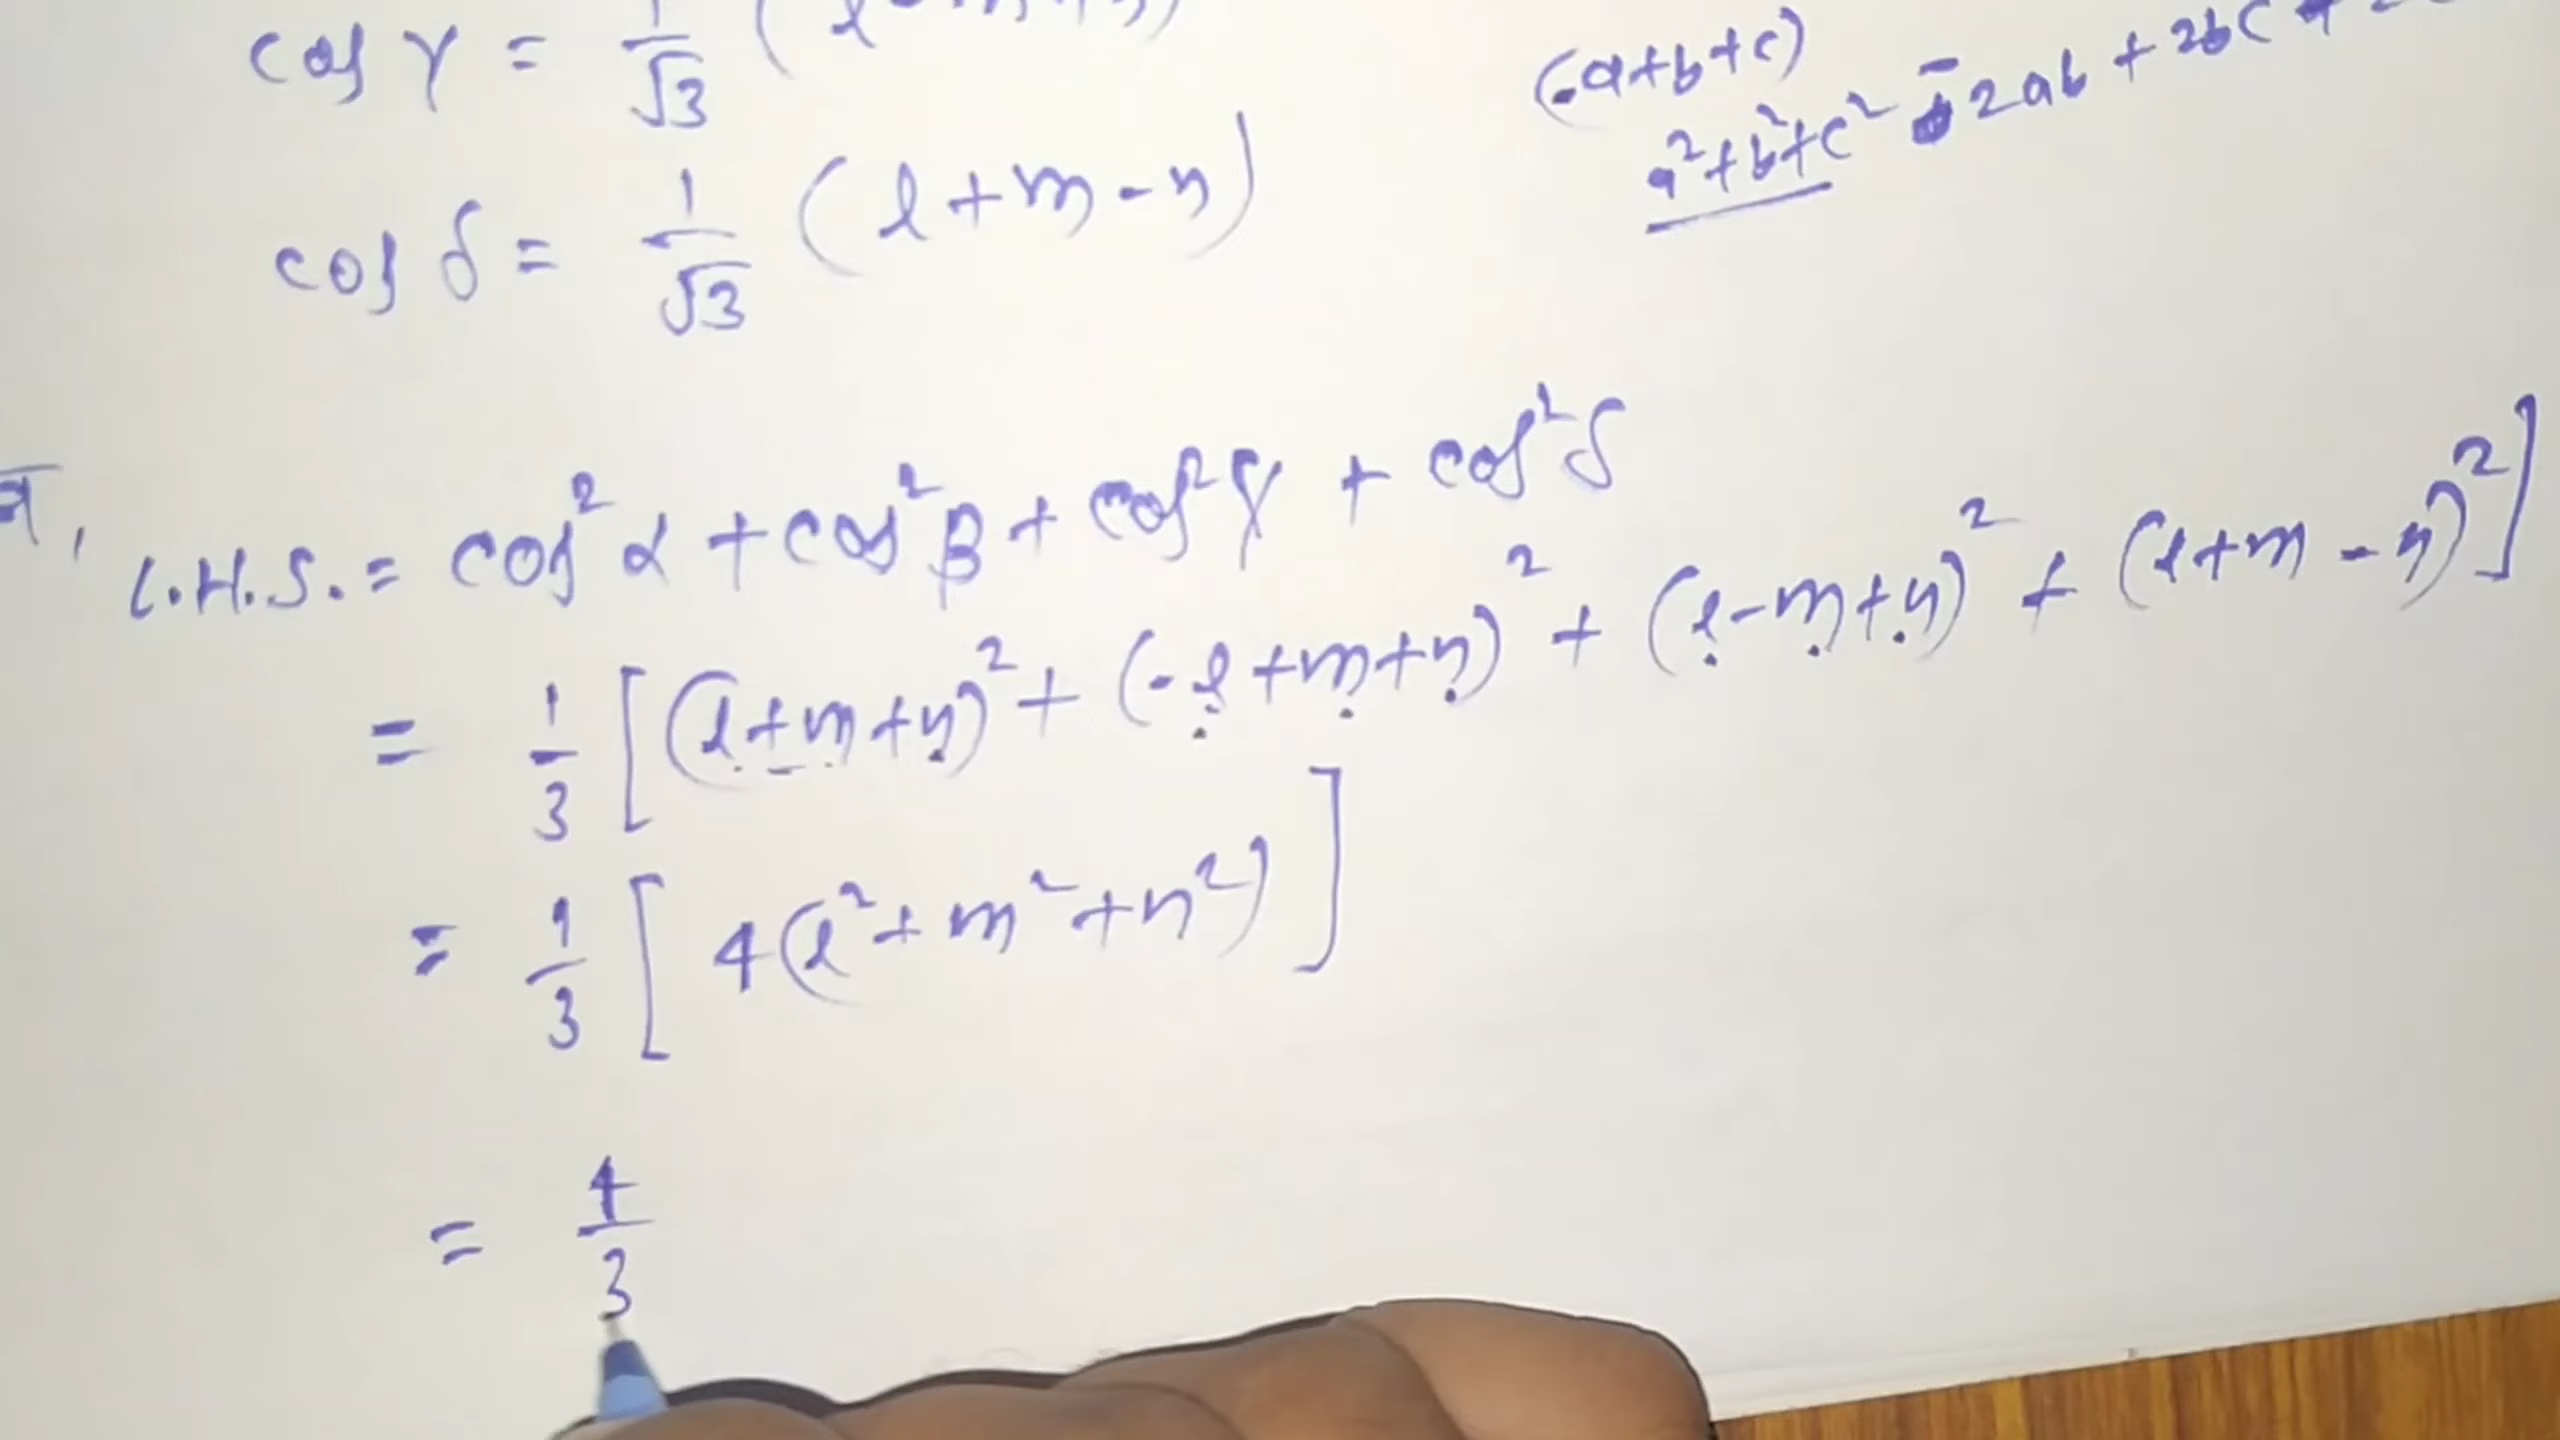 cos γ = 1/√3 (
cos δ = 1/√3 (l+m-n)
(a+b+c)
a²+b²+c² - 2ab + 2bc +
L.H.S. = cos²α + cos²β + cos²γ + cos²δ
= 1/3 [(l+m+n)² + (-l+m+n)² + (l-m+n)² + (l+m-n)²]
= 1/3 [4(l²+m²+n²)]
= 4/3